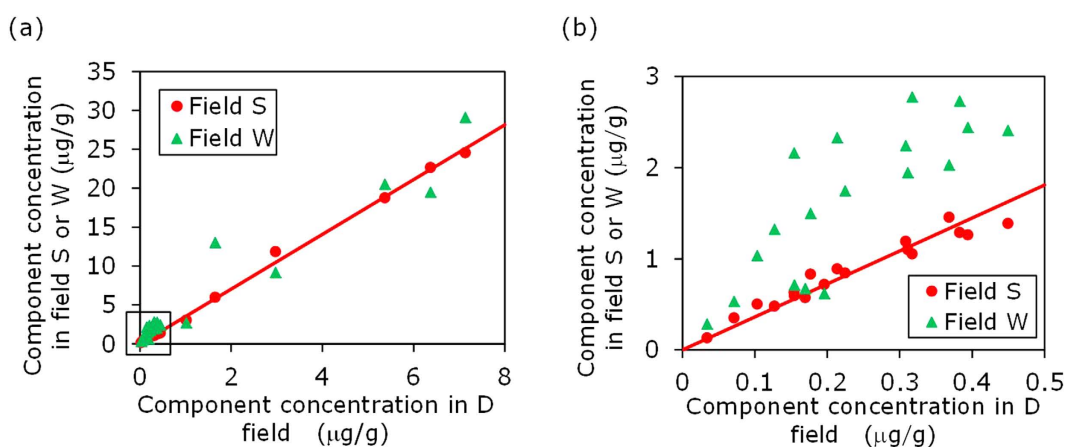 (a)
Component concentration
in field S or W (μg/g)
35
30
25
20
15
10
5
0
Field S
Field W
0
2
4
6
8
Component concentration in D
field (μg/g)
(b)
Component concentration
in field S or W (μg/g)
3
2
1
0
Field S
Field W
0
0.1
0.2
0.3
0.4
0.5
Component concentration in D
field (μg/g)